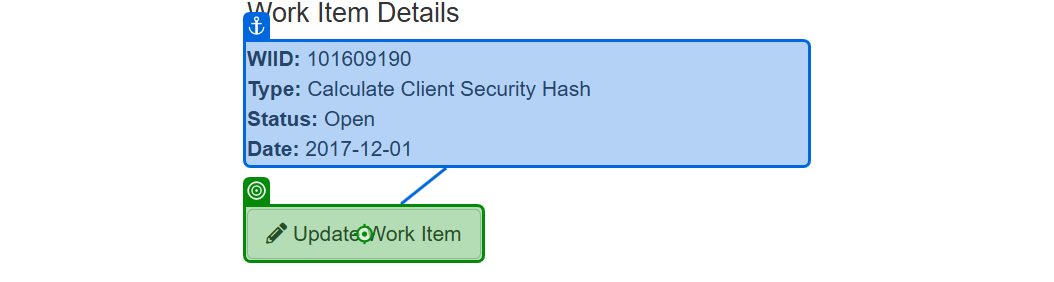 Work Item Details
WIID: 101609190
Type: Calculate Client Security Hash
Status: Open
Date: 2017-12-01
Update Work Item